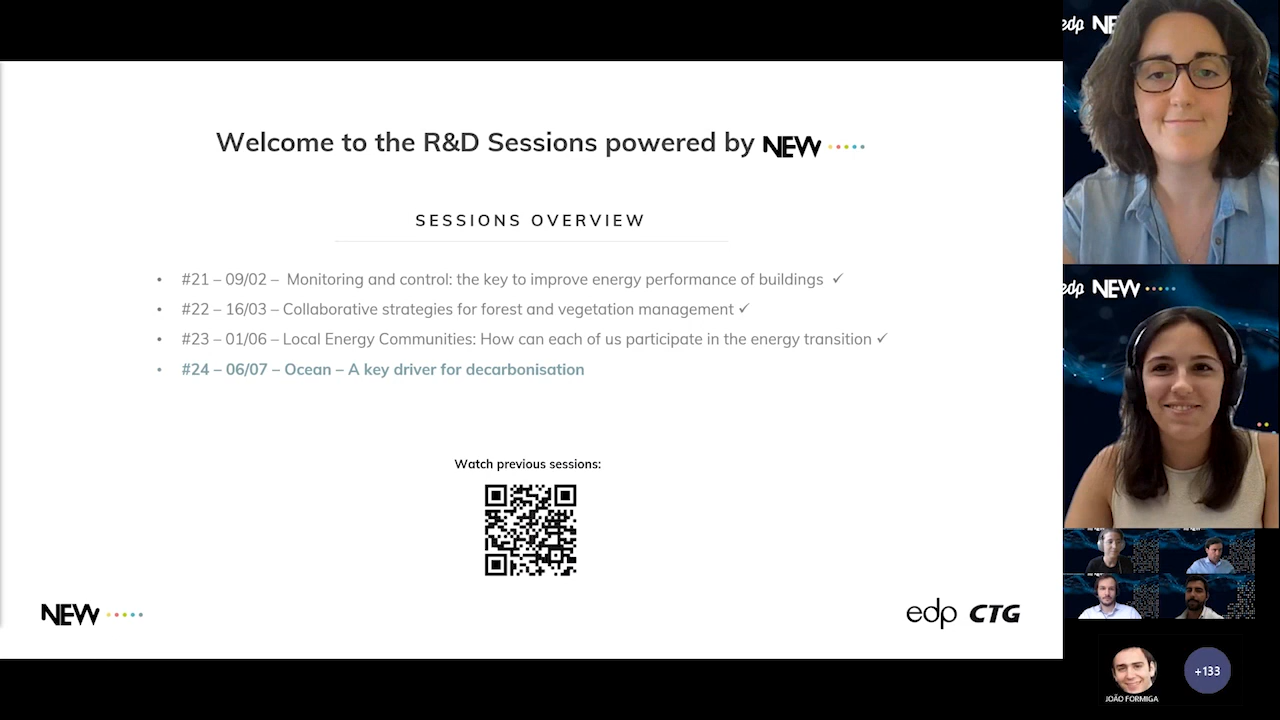 Welcome to the R&D Sessions powered by NEW
SESSIONS OVERVIEW
• #21 – 09/02 – Monitoring and control: the key to improve energy performance of buildings ✓
• #22 – 16/03 – Collaborative strategies for forest and vegetation management ✓
• #23 – 01/06 – Local Energy Communities: How can each of us participate in the energy transition ✓
• #24 – 06/07 – Ocean – A key driver for decarbonisation
Watch previous sessions:
NEW
edp CTG
edp NE
edp NEW
JOÃO FORMIGA
+133